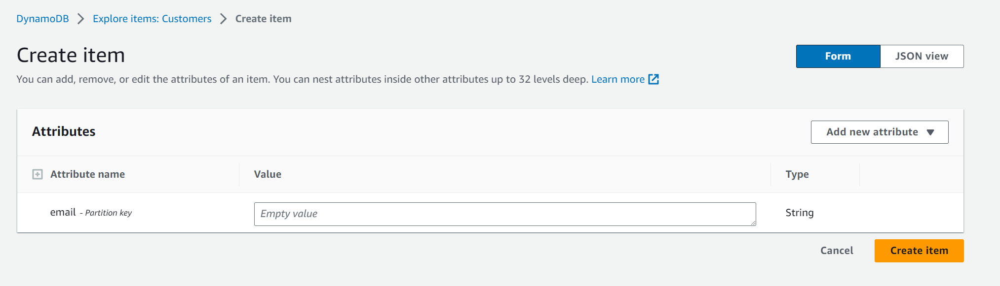 DynamoDB > Explore items: Customers > Create item
Create item
Form JSON view
You can add, remove, or edit the attributes of an item. You can nest attributes inside other attributes up to 32 levels deep. Learn more
Attributes
Add new attribute
Attribute name Value Type
email - Partition key Empty value String
Cancel Create item